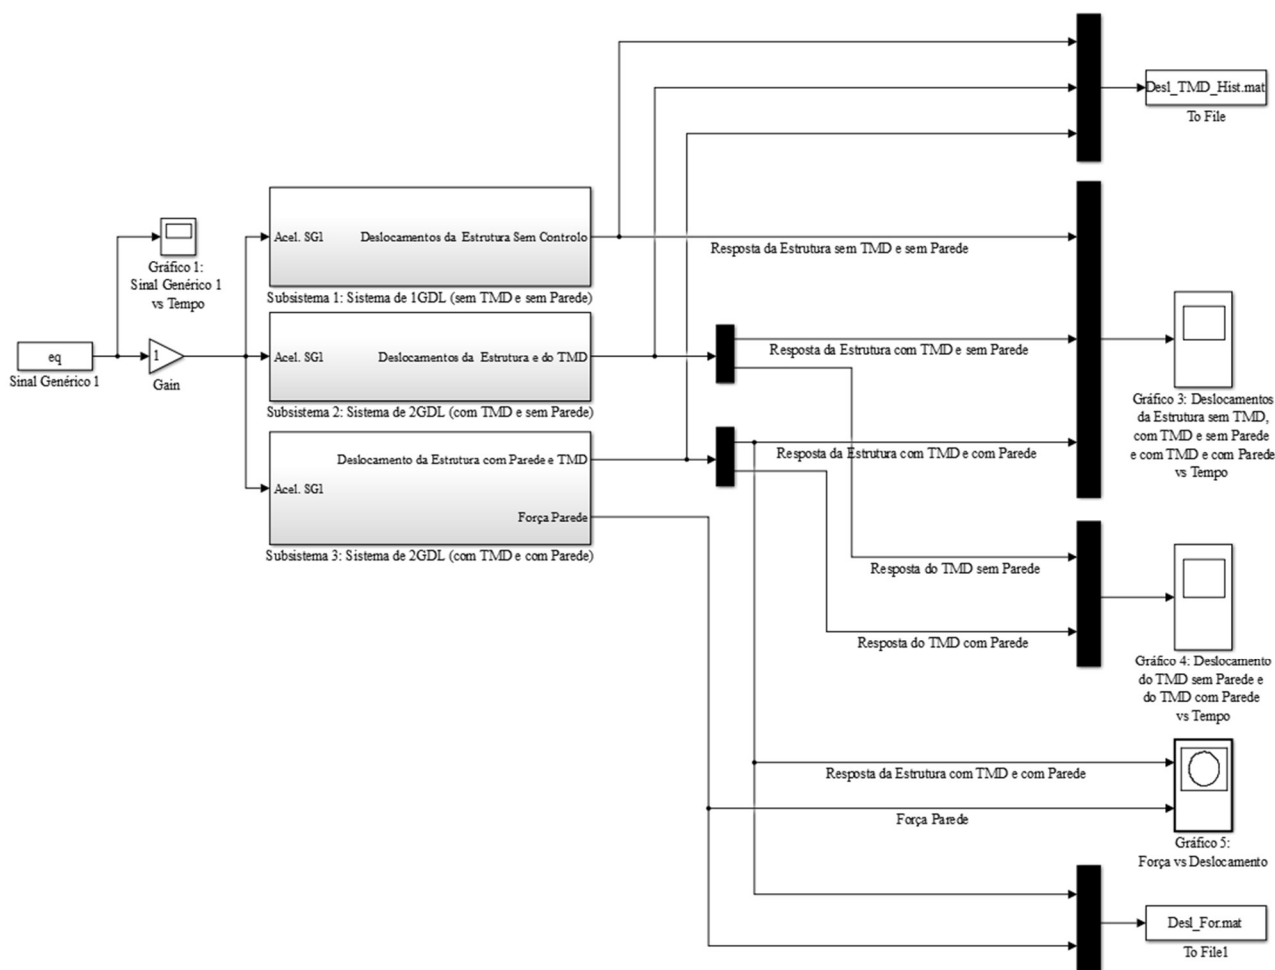 Desl_TMD_Hist.mat
To File
Acel. SG1
Deslocamentos da Estrutura Sem Controlo
Subsistema 1: Sistema de 1GDL (sem TMD e sem Parede)
Resposta da Estrutura sem TMD e sem Parede
Gráfico 1:
Sinal Genérico 1
vs Tempo
eq
Sinal Genérico 1
1
Gain
Acel. SG1
Deslocamentos da Estrutura e do TMD
Subsistema 2: Sistema de 2GDL (com TMD e sem Parede)
Resposta da Estrutura com TMD e sem Parede
Gráfico 3: Deslocamentos
da Estrutura sem TMD,
com TMD e sem Parede
e com TMD e com Parede
vs Tempo
Deslocamento da Estrutura com Parede e TMD
Acel. SG1
Força Parede
Subsistema 3: Sistema de 2GDL (com TMD e com Parede)
Resposta da Estrutura com TMD e com Parede
Resposta do TMD sem Parede
Resposta do TMD com Parede
Gráfico 4: Deslocamento
do TMD sem Parede e
do TMD com Parede
vs Tempo
Resposta da Estrutura com TMD e com Parede
Força Parede
Gráfico 5:
Força vs Deslocamento
Desl_For.mat
To File1